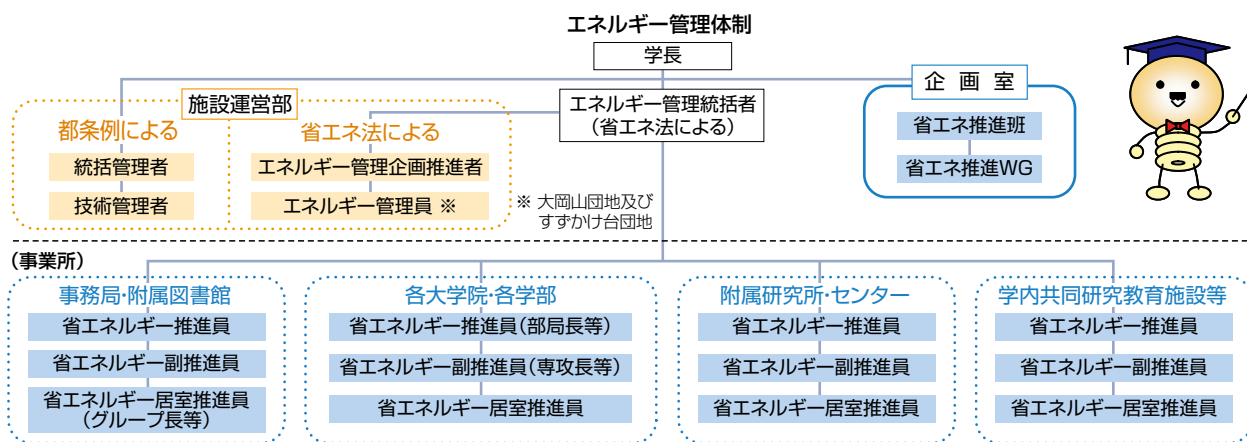 エネルギー管理体制
学長
企画室
省エネ推進班
省エネ推進WG
エネルギー管理統括者
(省エネ法による)
施設運営部
都条例による
統括管理者
技術管理者
省エネ法による
エネルギー管理企画推進者
エネルギー管理員 ※
※ 大岡山団地及び
すずかけ台団地
(事業所)
事務局・附属図書館
省エネルギー推進員
省エネルギー副推進員
省エネルギー居室推進員
(グループ長等)
各大学院・各学部
省エネルギー推進員(部局長等)
省エネルギー副推進員(専攻長等)
省エネルギー居室推進員
附属研究所・センター
省エネルギー推進員
省エネルギー副推進員
省エネルギー居室推進員
学内共同研究教育施設等
省エネルギー推進員
省エネルギー副推進員
省エネルギー居室推進員